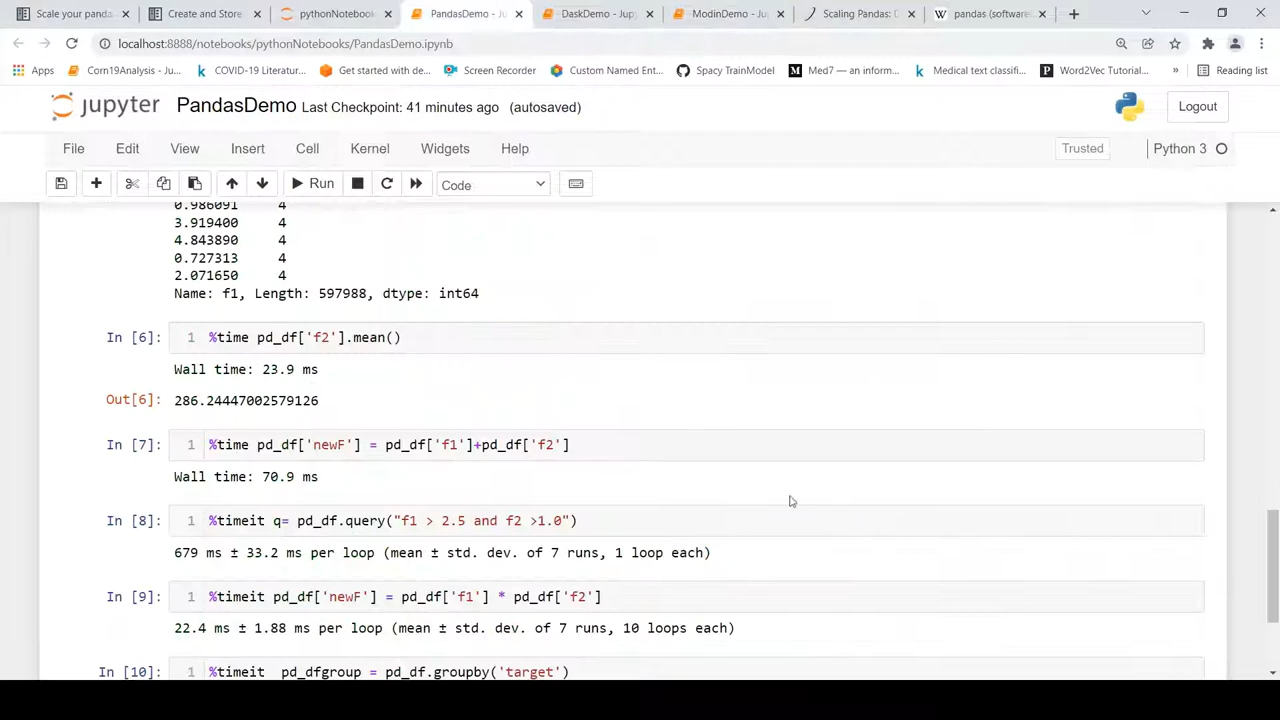 Scale your panda
Create and Store
pythonNotebook
PandasDemo - Ju
DaskDemo - Jupy
ModinDemo - Jup
Scaling Pandas: D
pandas (software
localhost:8888/notebooks/pythonNotebooks/PandasDemo.ipynb
Apps
Corn19Analysis - Ju...
COVID-19 Literatur...
Get started with de...
Screen Recorder
Custom Named Ent...
Spacy TrainModel
Med7 — an inform...
Medical text classifi...
Word2Vec Tutorial...
»
Reading list
jupyter PandasDemo Last Checkpoint: 41 minutes ago (autosaved)
Logout
File Edit View Insert Cell Kernel Widgets Help
Trusted
Python 3
Run
Code
0.986091 4
3.919400 4
4.843890 4
0.727313 4
2.071650 4
Name: f1, Length: 597988, dtype: int64
In [6]: 1 %time pd_df['f2'].mean()
Wall time: 23.9 ms
Out[6]: 286.24447002579126
In [7]: 1 %time pd_df['newF'] = pd_df['f1']+pd_df['f2']
Wall time: 70.9 ms
In [8]: 1 %timeit q= pd_df.query("f1 > 2.5 and f2 >1.0")
679 ms ± 33.2 ms per loop (mean ± std. dev. of 7 runs, 1 loop each)
In [9]: 1 %timeit pd_df['newF'] = pd_df['f1'] * pd_df['f2']
22.4 ms ± 1.88 ms per loop (mean ± std. dev. of 7 runs, 10 loops each)
In [10]: 1 %timeit pd_dfgroup = pd_df.groupby('target')